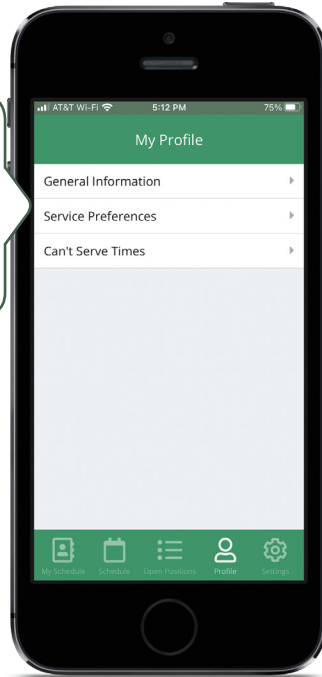 AT&T Wi-Fi 5:12 PM 75%
My Profile
General Information
Service Preferences
Can't Serve Times
My Schedule Schedule Open Positions Profile Settings